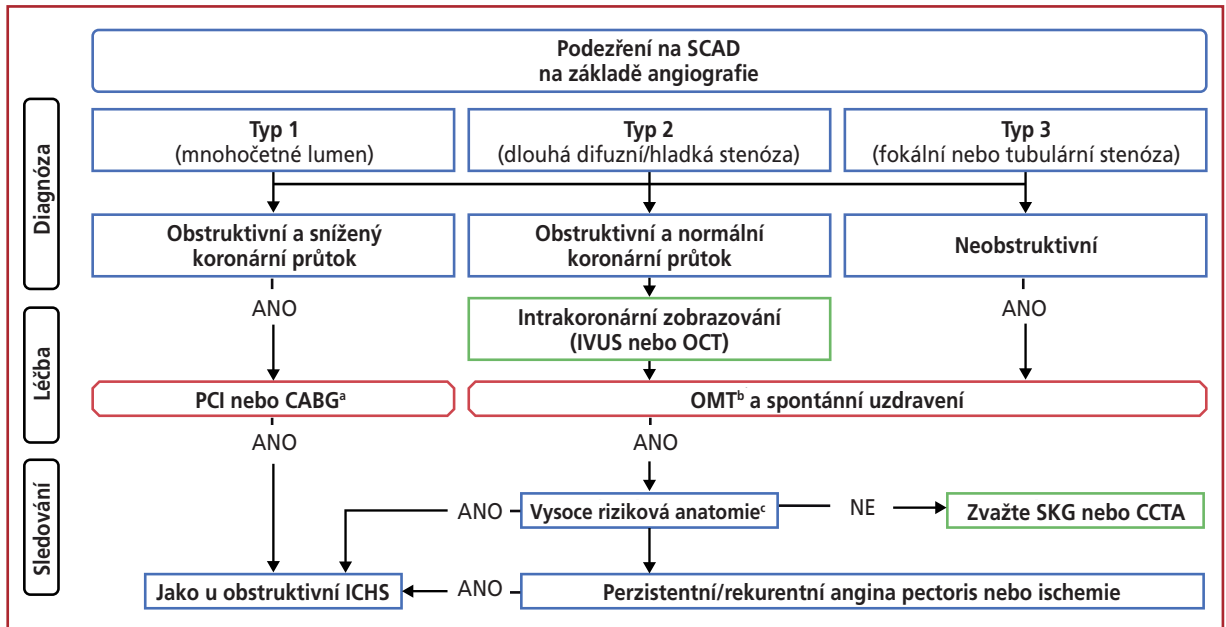 Podezření na SCAD
na základě angiografie
Diagnóza
Typ 1
(mnohočetné lumen)
Typ 2
(dlouhá difuzní/hladká stenóza)
Typ 3
(fokální nebo tubulární stenóza)
Obstruktivní a snížený
koronární průtok
Obstruktivní a normální
koronární průtok
Neobstruktivní
Léčba
ANO
Intrakoronární zobrazování
(IVUS nebo OCT)
ANO
PCI nebo CABGᵃ
OMTᵇ a spontánní uzdravení
ANO
ANO
Sledování
ANO
Vysoce riziková anatomieᶜ
NE
Zvažte SKG nebo CCTA
Jako u obstruktivní ICHS
ANO
Perzistentní/rekurentní angina pectoris nebo ischemie